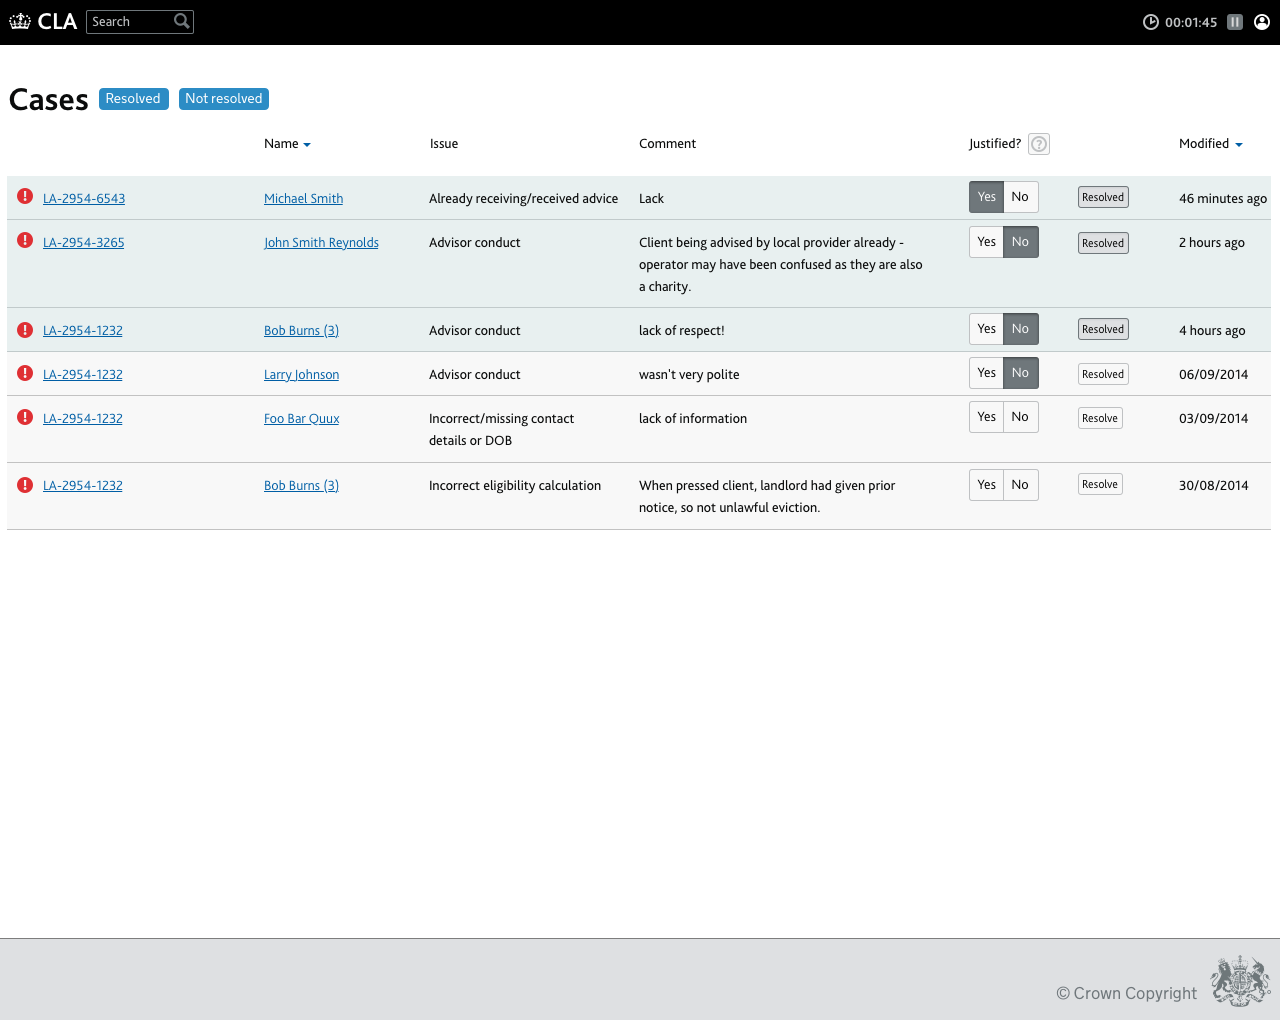 CLA Search 00:01:45
Cases Resolved Not resolved
Name Issue Comment Justified? ? Modified
! LA-2954-6543 Michael Smith Already receiving/received advice Lack Yes No Resolved 46 minutes ago
! LA-2954-3265 John Smith Reynolds Advisor conduct Client being advised by local provider already - Yes No Resolved 2 hours ago
operator may have been confused as they are also
a charity.
! LA-2954-1232 Bob Burns (3) Advisor conduct lack of respect! Yes No Resolved 4 hours ago
! LA-2954-1232 Larry Johnson Advisor conduct wasn't very polite Yes No Resolved 06/09/2014
! LA-2954-1232 Foo Bar Quux Incorrect/missing contact lack of information Yes No Resolve 03/09/2014
details or DOB
! LA-2954-1232 Bob Burns (3) Incorrect eligibility calculation When pressed client, landlord had given prior Yes No Resolve 30/08/2014
notice, so not unlawful eviction.
© Crown Copyright